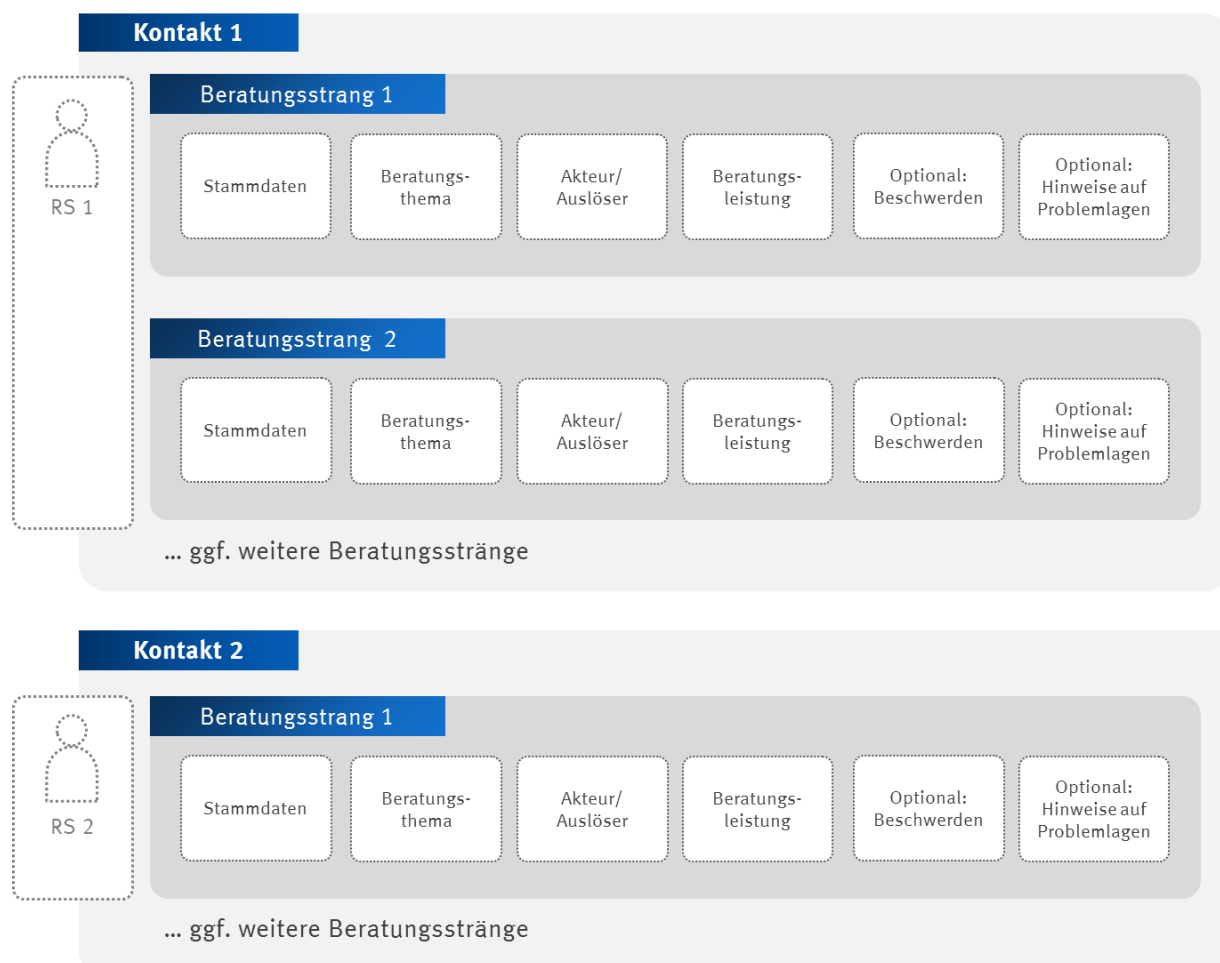 Kontakt 1
RS 1
Beratungsstrang 1
Stammdaten
Beratungs-
thema
Akteur/
Auslöser
Beratungs-
leistung
Optional:
Beschwerden
Optional:
Hinweise auf
Problemlagen
Beratungsstrang 2
Stammdaten
Beratungs-
thema
Akteur/
Auslöser
Beratungs-
leistung
Optional:
Beschwerden
Optional:
Hinweise auf
Problemlagen
... ggf. weitere Beratungsstränge
Kontakt 2
RS 2
Beratungsstrang 1
Stammdaten
Beratungs-
thema
Akteur/
Auslöser
Beratungs-
leistung
Optional:
Beschwerden
Optional:
Hinweise auf
Problemlagen
... ggf. weitere Beratungsstränge